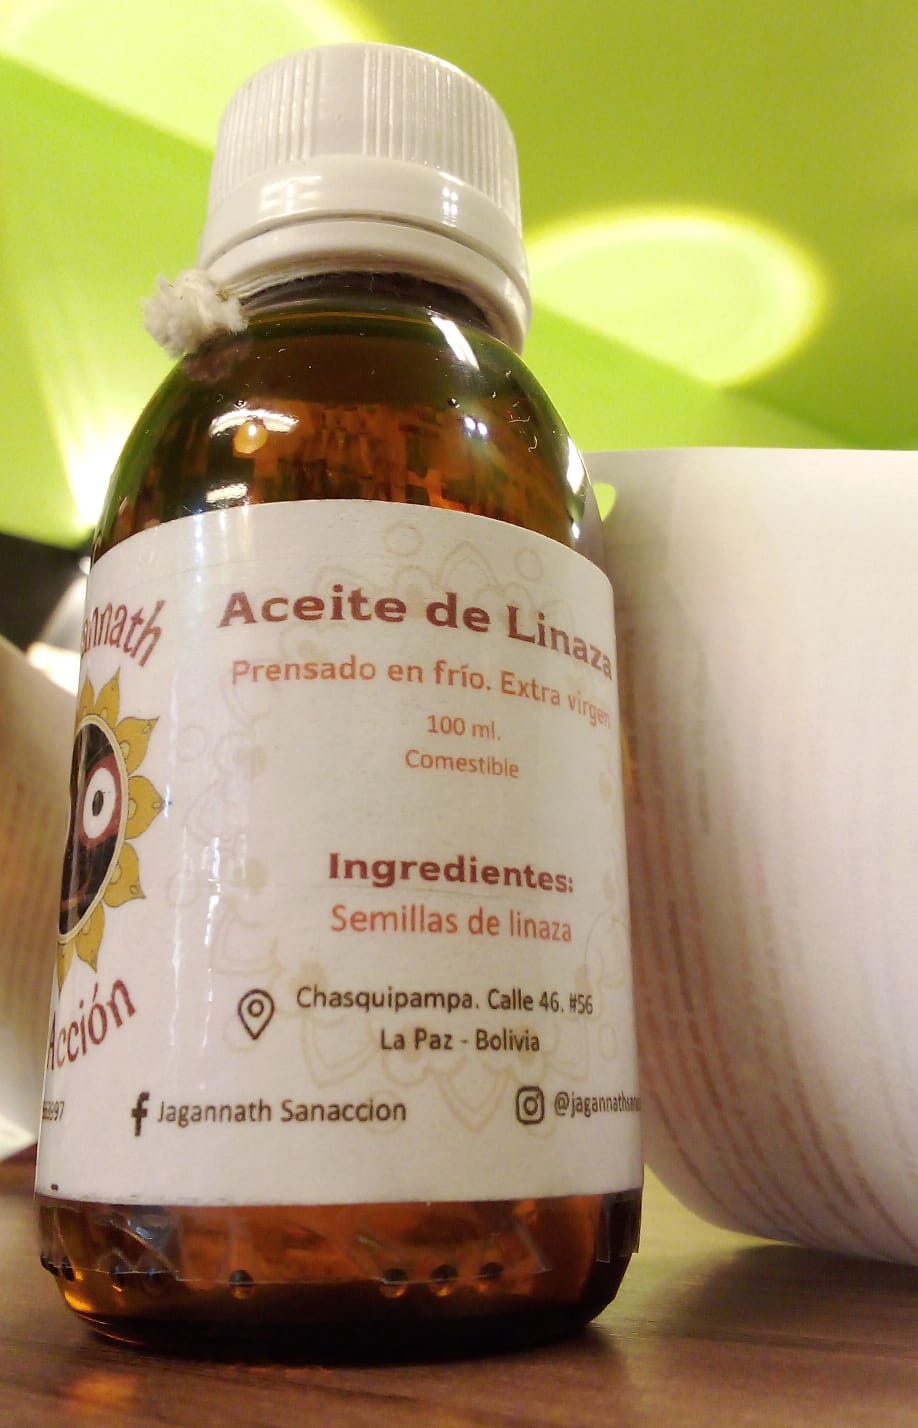 Aceite de Linaza
Prensado en frío. Extra virgen
100 ml.
Comestible
Ingredientes:
Semillas de linaza
Chasquipampa. Calle 46. #56
La Paz - Bolivia
Jagannath Sanaccion